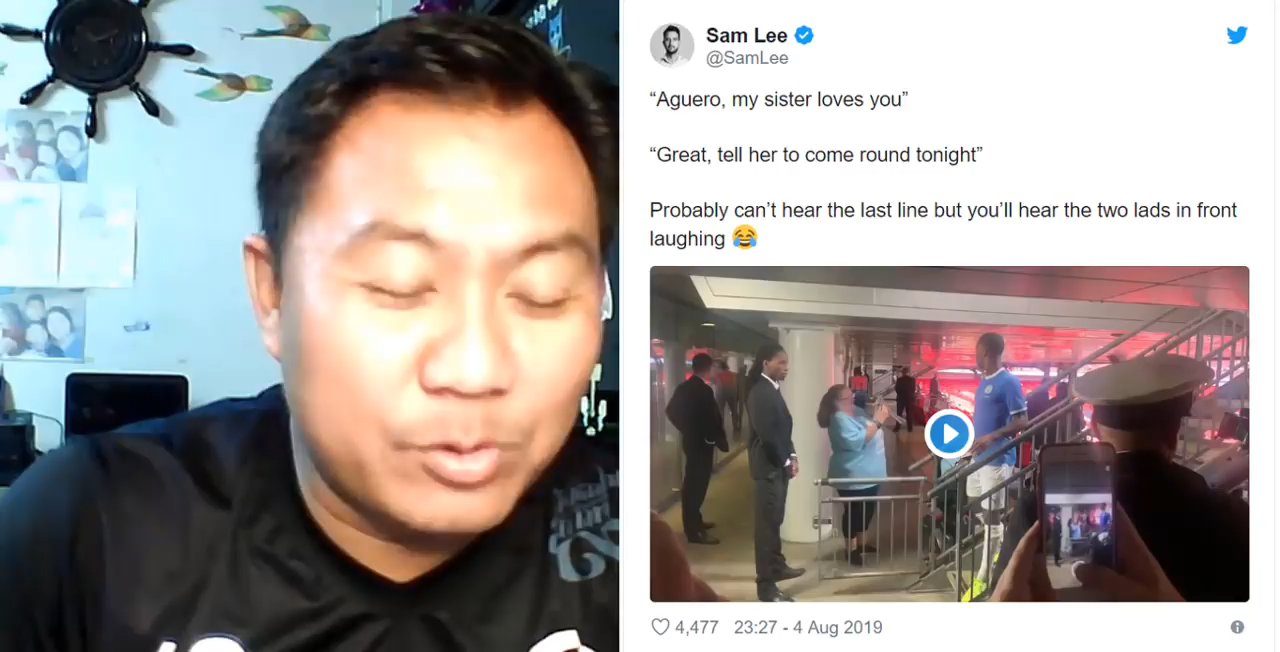 Sam Lee
@SamLee
“Aguero, my sister loves you”
“Great, tell her to come round tonight”
Probably can’t hear the last line but you’ll hear the two lads in front
laughing 😂
4,477 23:27 - 4 Aug 2019